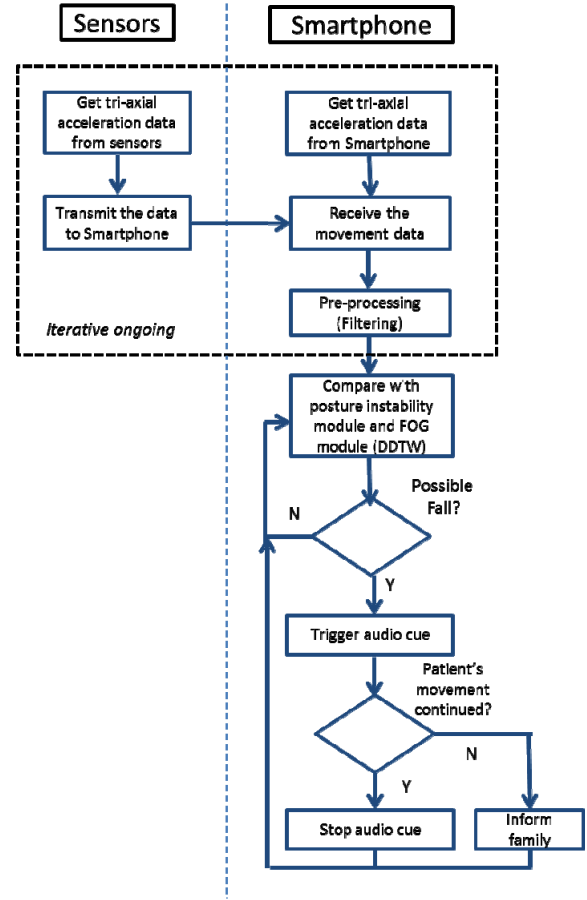 Sensors
Smartphone
Get tri-axial
acceleration data
from sensors
Get tri-axial
acceleration data
from Smartphone
Transmit the data
to Smartphone
Receive the
movement data
Pre-processing
(Filtering)
Iterative ongoing
Compare with
posture instability
module and FOG
module (DDTW)
Possible
Fall?
N
Y
Trigger audio cue
Patient's
movement
continued?
N
Y
Stop audio cue
Inform
family